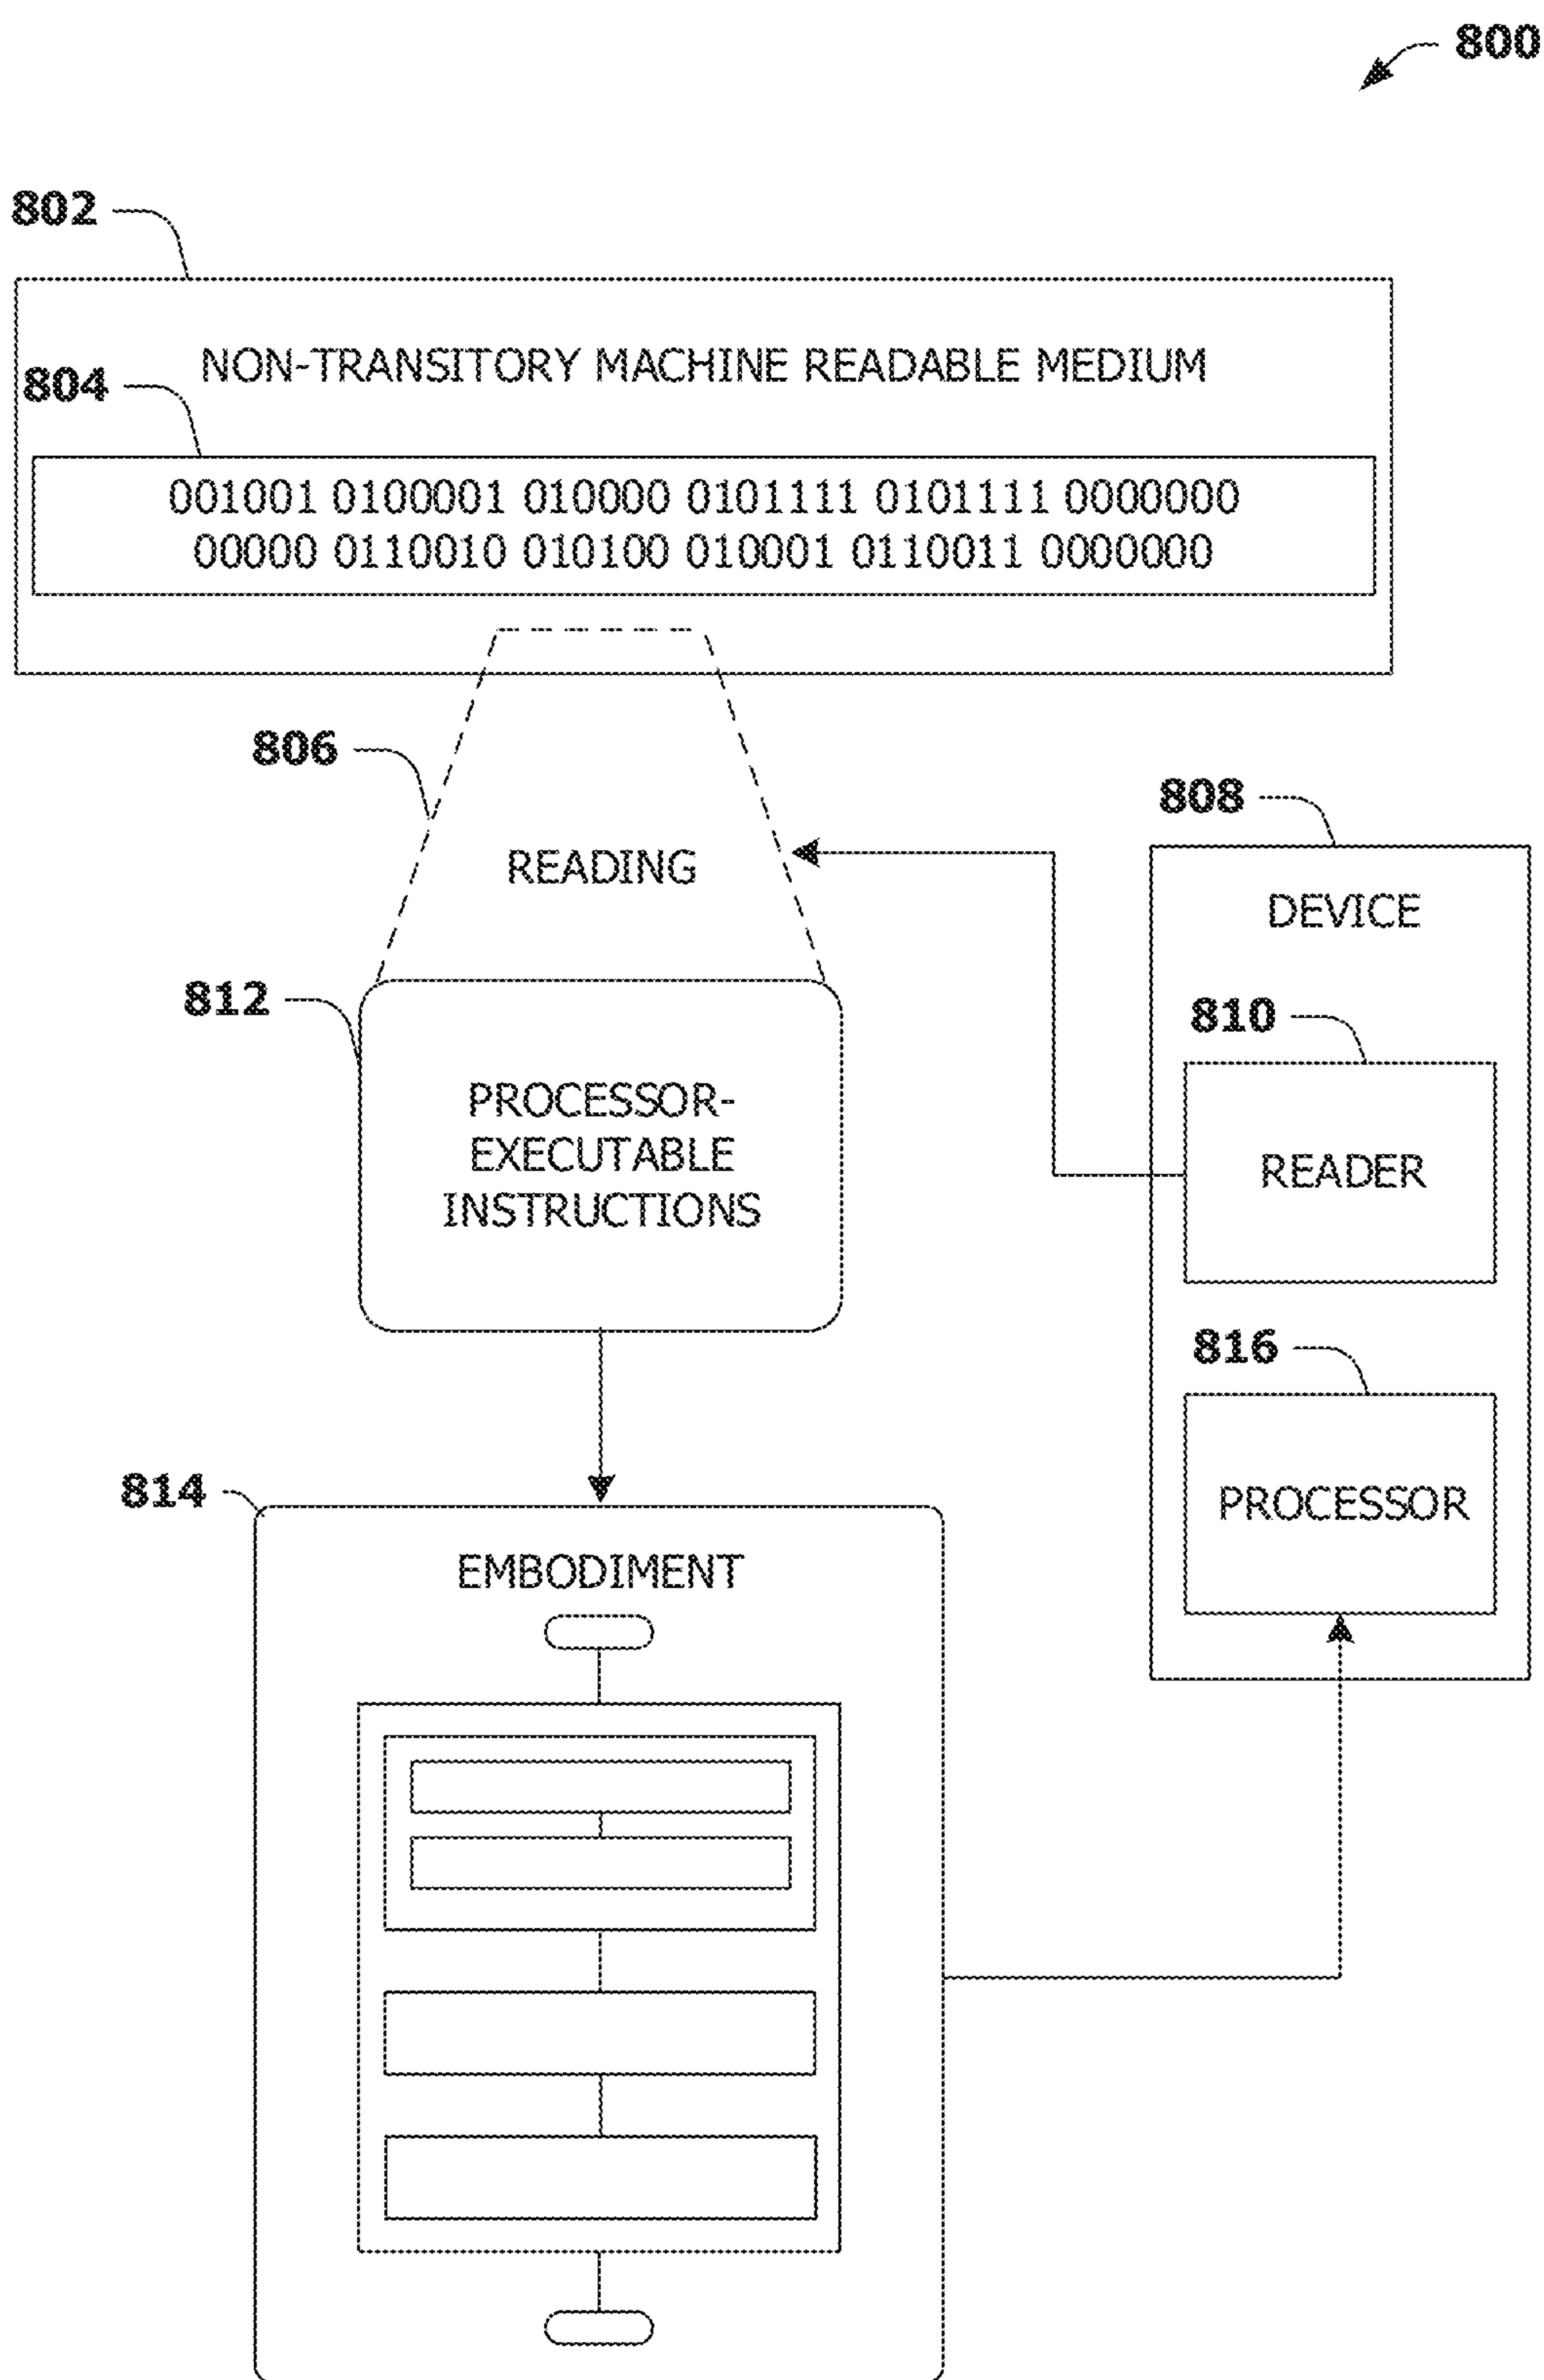 800
802
NON-TRANSITORY MACHINE READABLE MEDIUM
804
001001 0100001 010000 0101111 0101111 0000000
00000 0110010 010100 010001 0110011 0000000
806
READING
808
DEVICE
810
READER
812
PROCESSOR-
EXECUTABLE
INSTRUCTIONS
816
PROCESSOR
814
EMBODIMENT